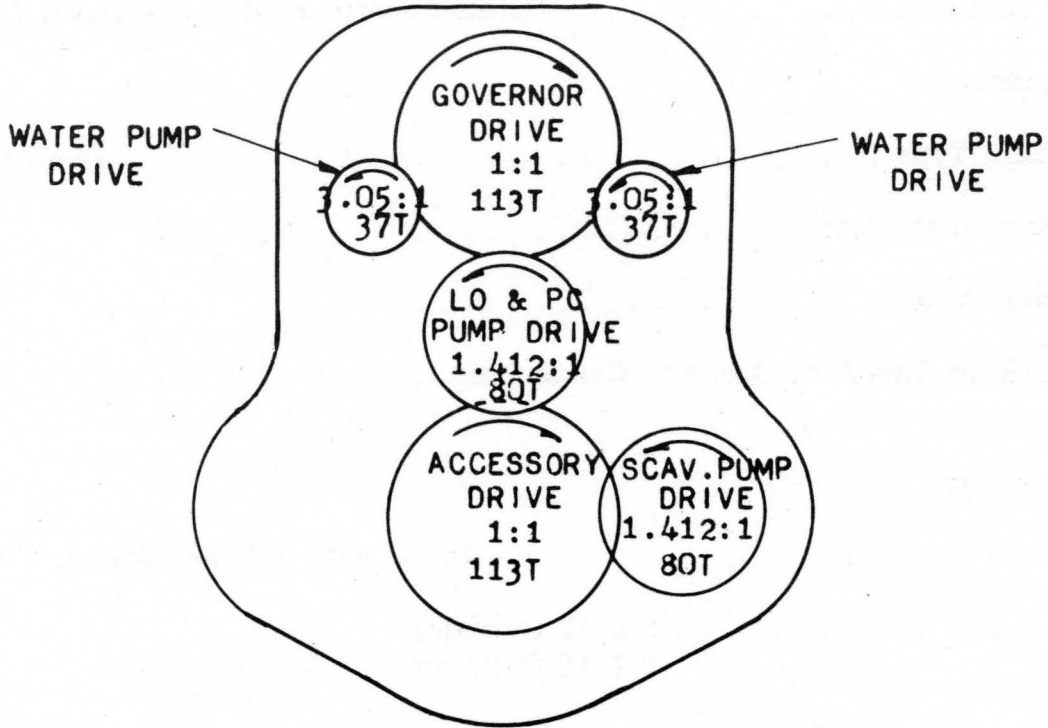 GOVERNOR
DRIVE
1:1
113T
WATER PUMP
DRIVE
3.05:1
37T
WATER PUMP
DRIVE
3.05:1
37T
LO & PC
PUMP DRIVE
1.412:1
80T
ACCESSORY
DRIVE
1:1
113T
SCAV.PUMP
DRIVE
1.412:1
80T